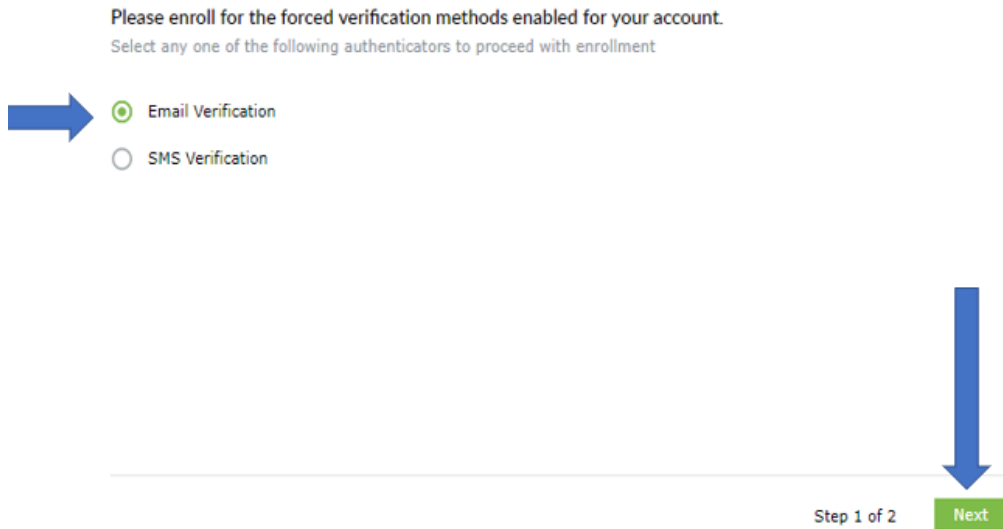 Please enroll for the forced verification methods enabled for your account.
Select any one of the following authenticators to proceed with enrollment
Email Verification
SMS Verification
Step 1 of 2
Next